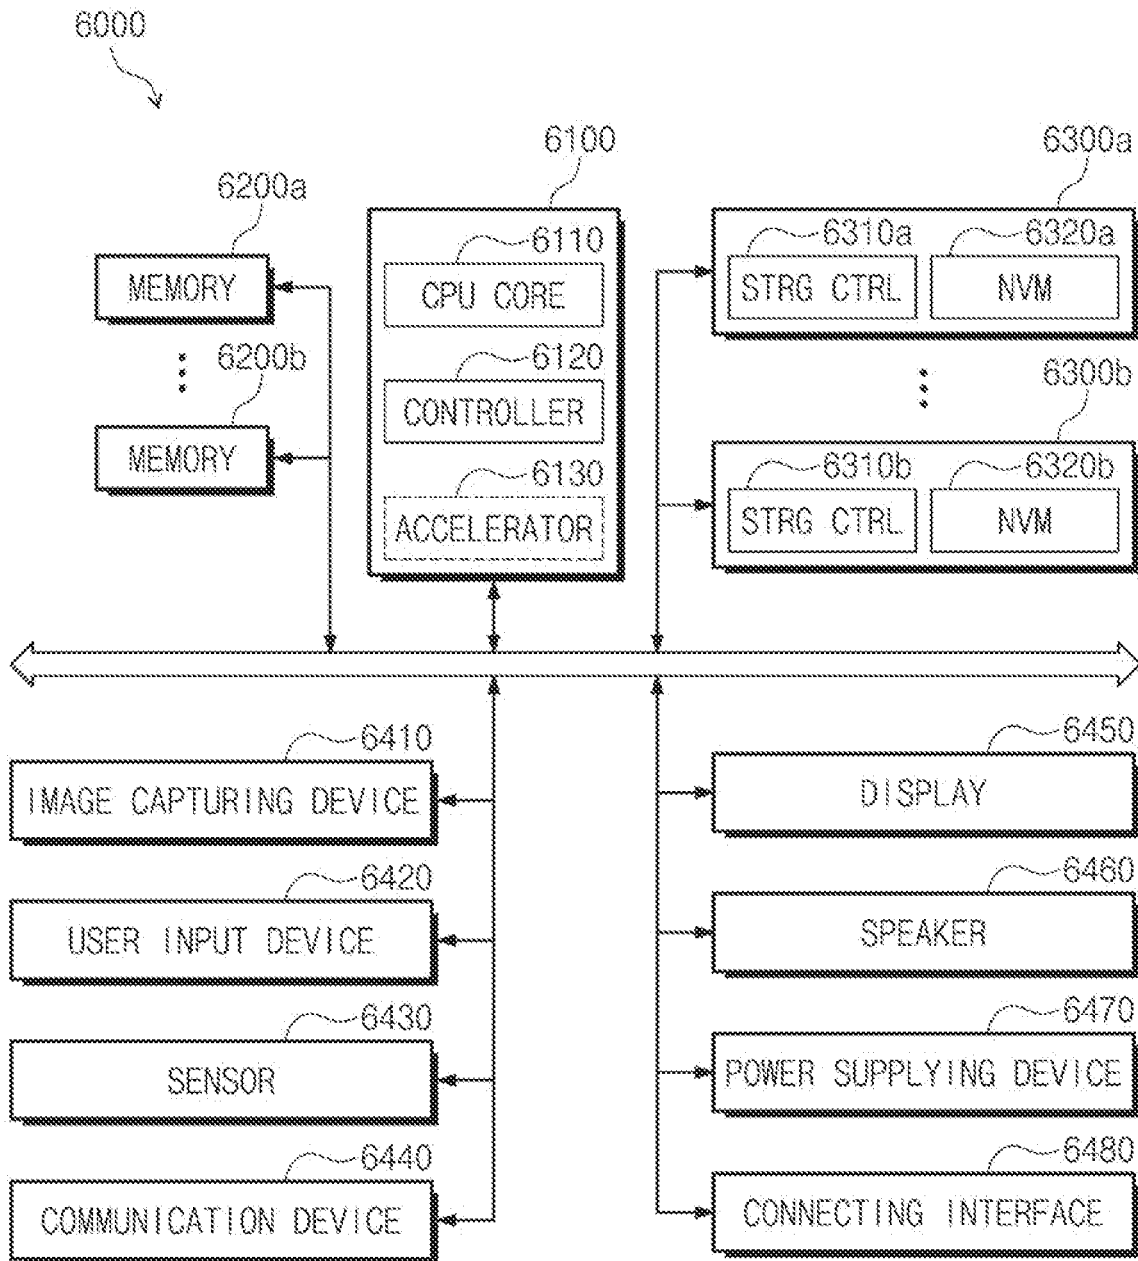 6000
6100
6300a
6200a
6110
6310a
6320a
MEMORY
CPU CORE
STRG CTRL
NVM
6200b
6120
6300b
MEMORY
CONTROLLER
6310b
6320b
6130
STRG CTRL
NVM
ACCELERATOR
6410
IMAGE CAPTURING DEVICE
6420
USER INPUT DEVICE
6430
SENSOR
6440
COMMUNICATION DEVICE
6450
DISPLAY
6460
SPEAKER
6470
POWER SUPPLYING DEVICE
6480
CONNECTING INTERFACE